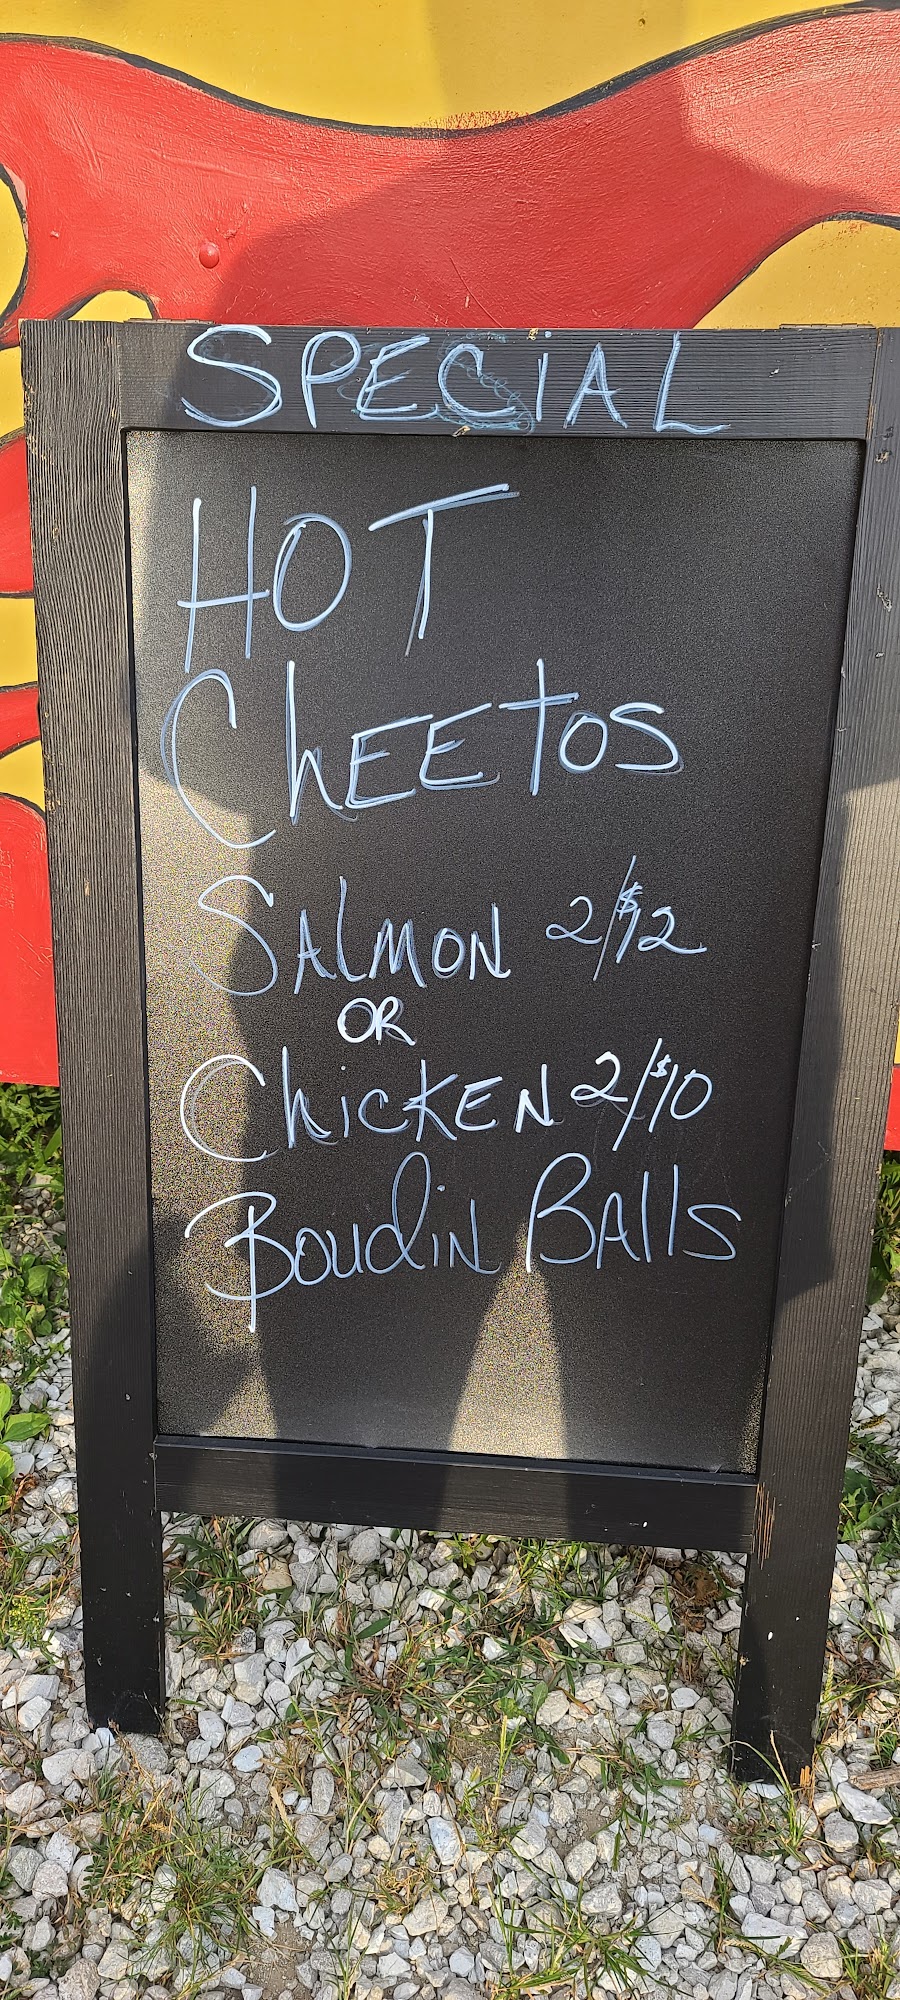 SPECiAL
HOT
ChEEtos
SAlMON 2/$12
OR
ChicKEN 2/$10
BoudiN BAllS